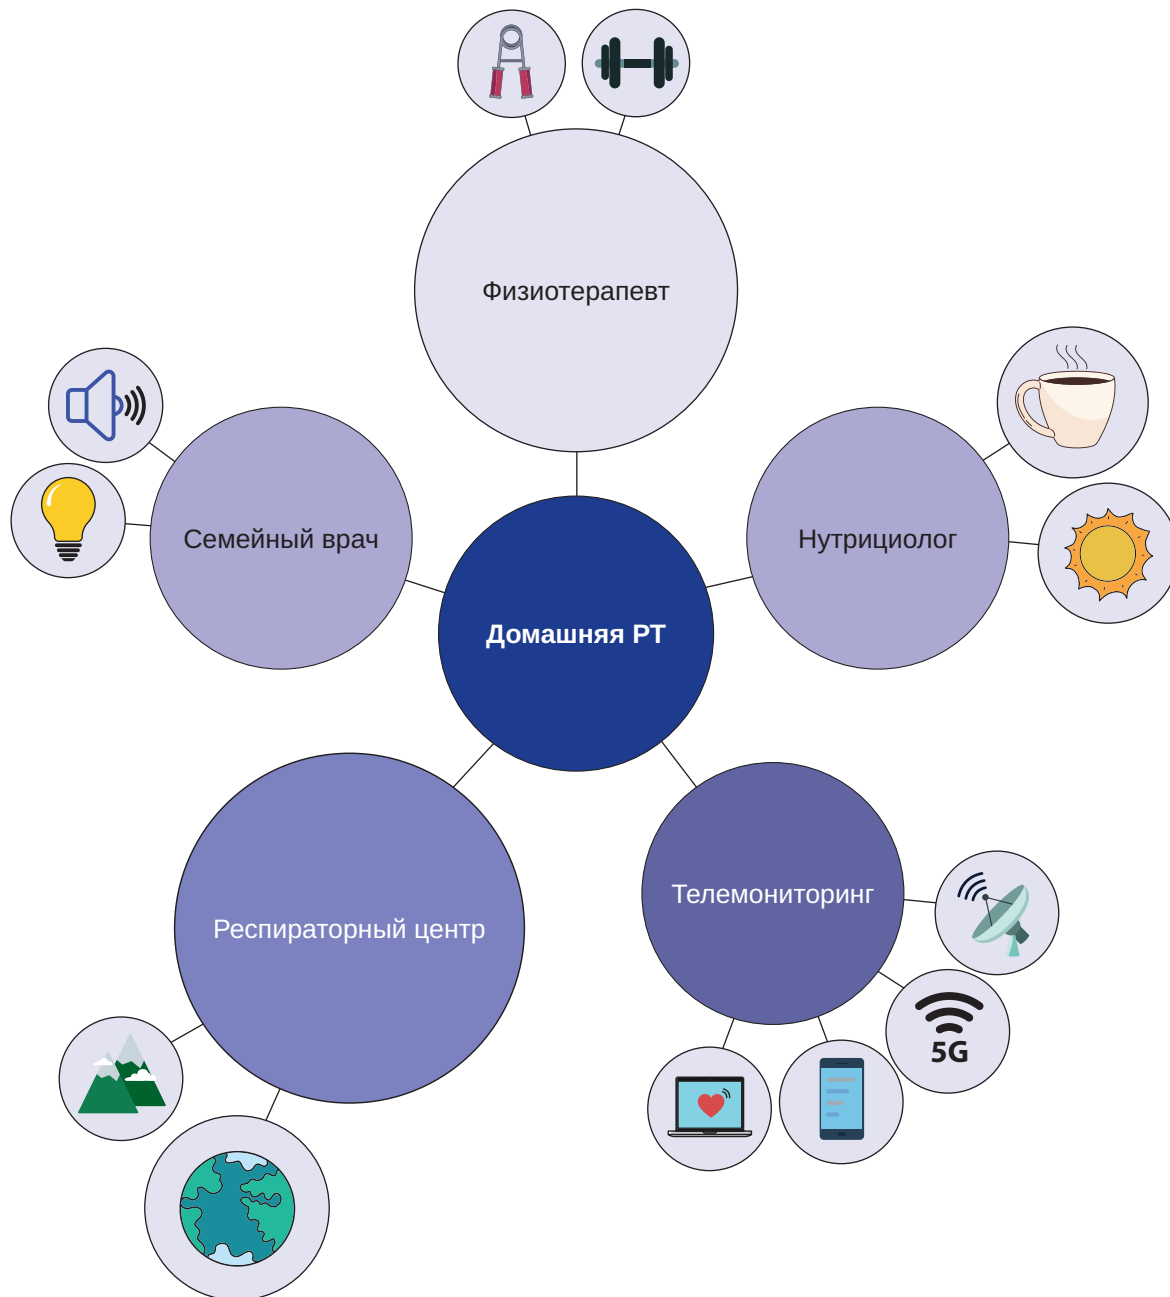 Физиотерапевт
Семейный врач
Нутрициолог
Домашняя РТ
Респираторный центр
Телемониторинг
5G